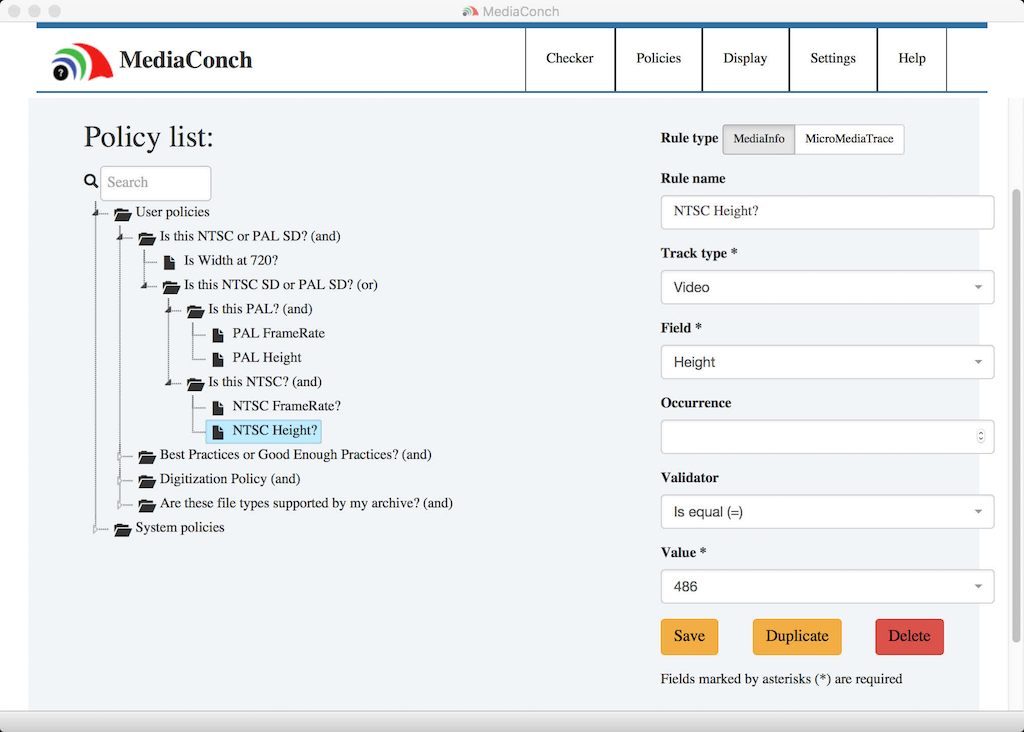 MediaConch
MediaConch
Checker
Policies
Display
Settings
Help
Policy list:
Search
User policies
Is this NTSC or PAL SD? (and)
Is Width at 720?
Is this NTSC SD or PAL SD? (or)
Is this PAL? (and)
PAL FrameRate
PAL Height
Is this NTSC? (and)
NTSC FrameRate?
NTSC Height?
Best Practices or Good Enough Practices? (and)
Digitization Policy (and)
Are these file types supported by my archive? (and)
System policies
Rule type MediaInfo MicroMediaTrace
Rule name
NTSC Height?
Track type *
Video
Field *
Height
Occurrence
Validator
Is equal (=)
Value *
486
Save Duplicate Delete
Fields marked by asterisks (*) are required